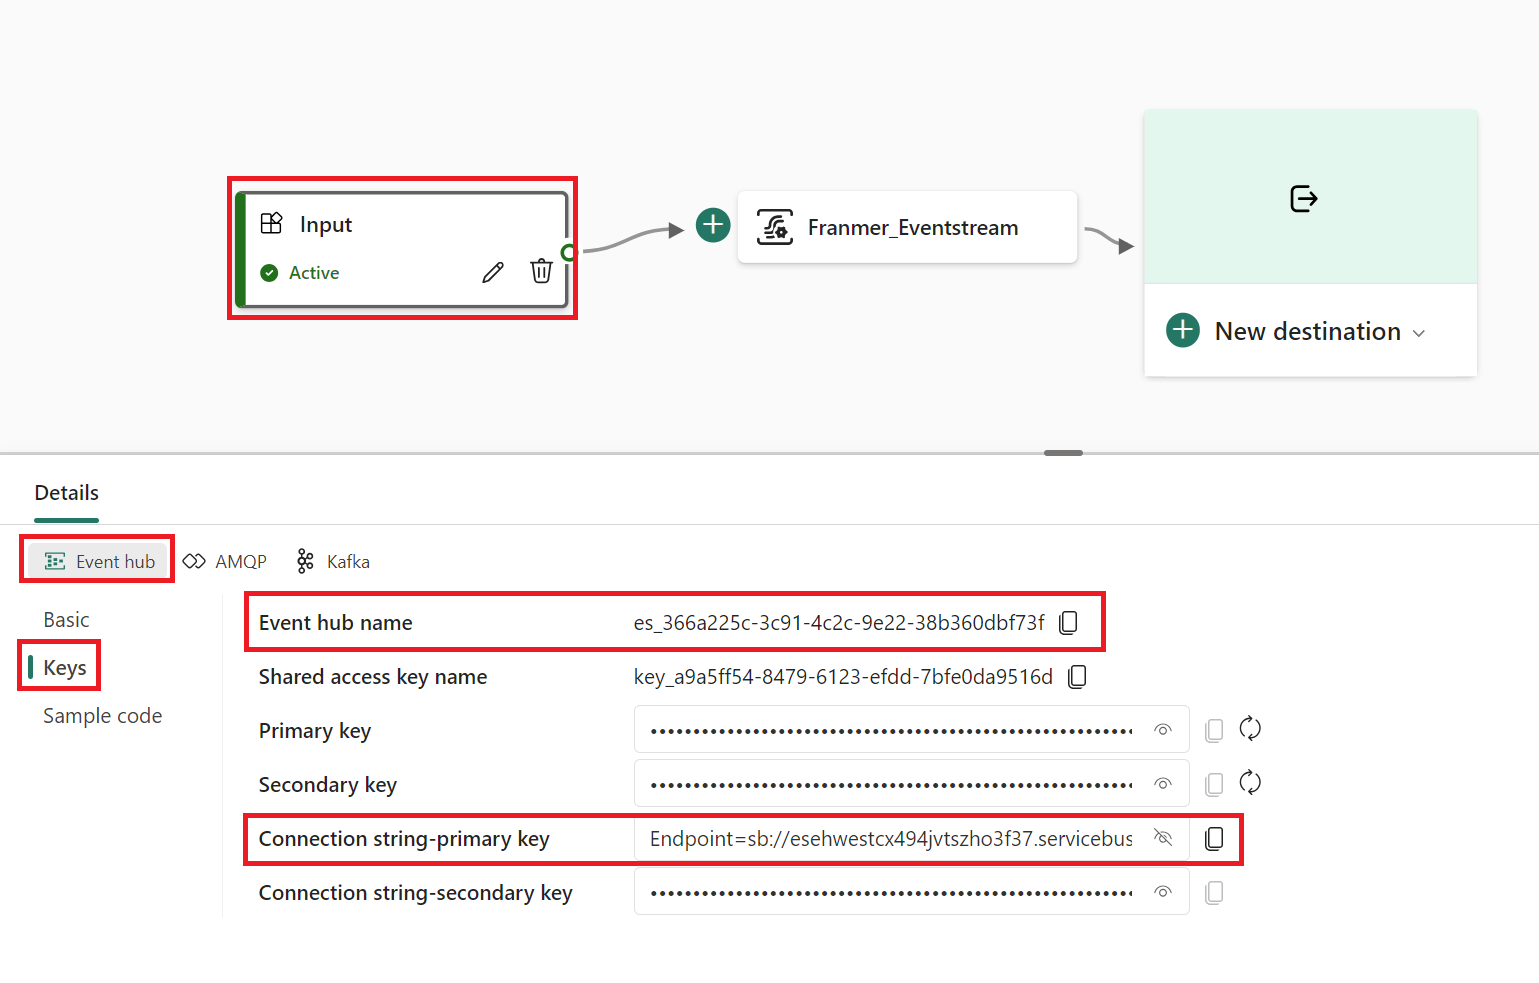 Input
Active
Franmer_Eventstream
New destination
Details
Event hub
AMQP
Kafka
Basic
Keys
Sample code
Event hub name es_366a225c-3c91-4c2c-9e22-38b360dbf73f
Shared access key name key_a9a5ff54-8479-6123-efdd-7bfe0da9516d
Primary key
Secondary key
Connection string-primary key Endpoint=sb://esehwestcx494jvtszho3f37.servicebus
Connection string-secondary key